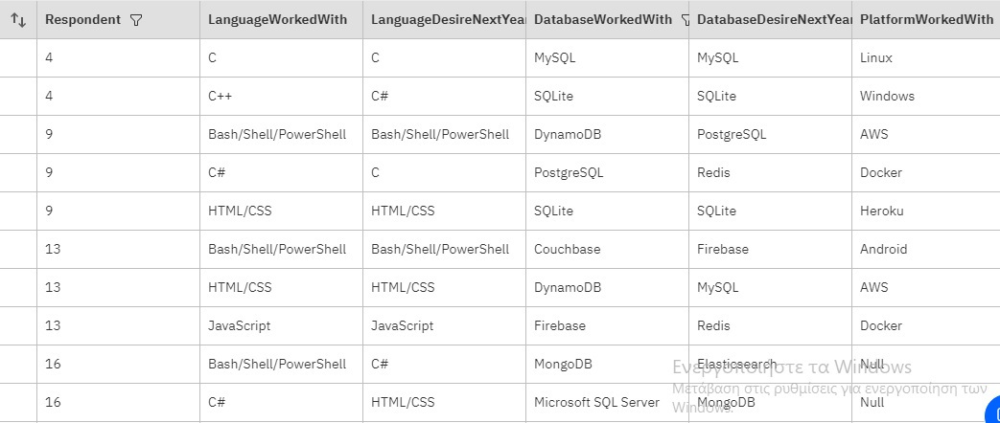 Respondent LanguageWorkedWith LanguageDesireNextYear DatabaseWorkedWith DatabaseDesireNextYear PlatformWorkedWith
4 C C MySQL MySQL Linux
4 C++ C# SQLite SQLite Windows
9 Bash/Shell/PowerShell Bash/Shell/PowerShell DynamoDB PostgreSQL AWS
9 C# C PostgreSQL Redis Docker
9 HTML/CSS HTML/CSS SQLite SQLite Heroku
13 Bash/Shell/PowerShell Bash/Shell/PowerShell Couchbase Firebase Android
13 HTML/CSS HTML/CSS DynamoDB MySQL AWS
13 JavaScript JavaScript Firebase Redis Docker
16 Bash/Shell/PowerShell C# MongoDB Elasticsearch Null
16 C# HTML/CSS Microsoft SQL Server MongoDB Null
Ενεργοποιήστε τα Windows
Μετάβαση στις ρυθμίσεις για ενεργοποίηση των
Windows.